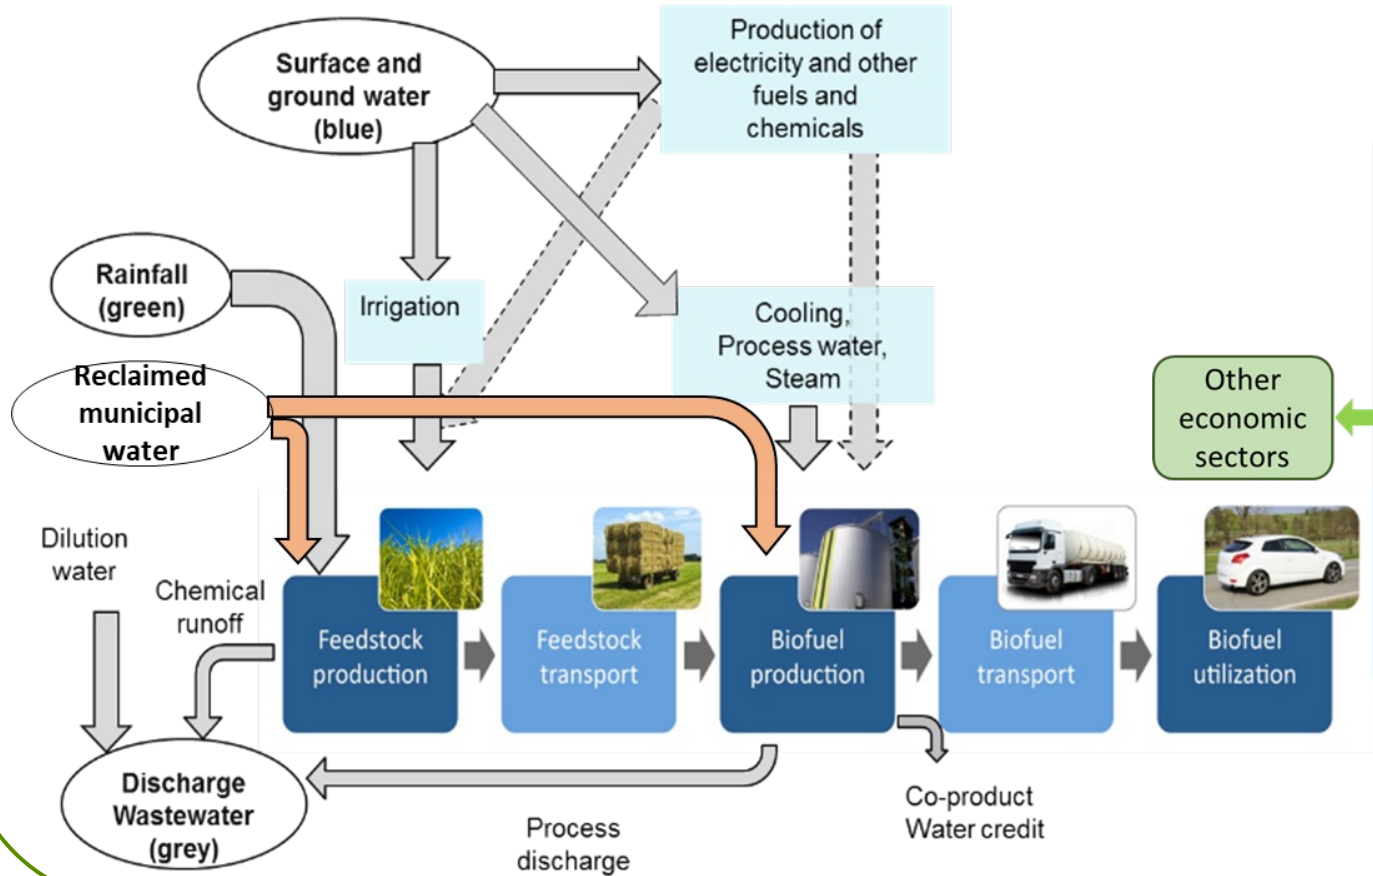 Surface and
ground water
(blue)
Production of
electricity and other
fuels and
chemicals
Rainfall
(green)
Irrigation
Cooling,
Process water,
Steam
Reclaimed
municipal
water
Other
economic
sectors
Dilution
water
Chemical
runoff
Feedstock
production
Feedstock
transport
Biofuel
production
Biofuel
transport
Biofuel
utilization
Discharge
Wastewater
(grey)
Process
discharge
Co-product
Water credit